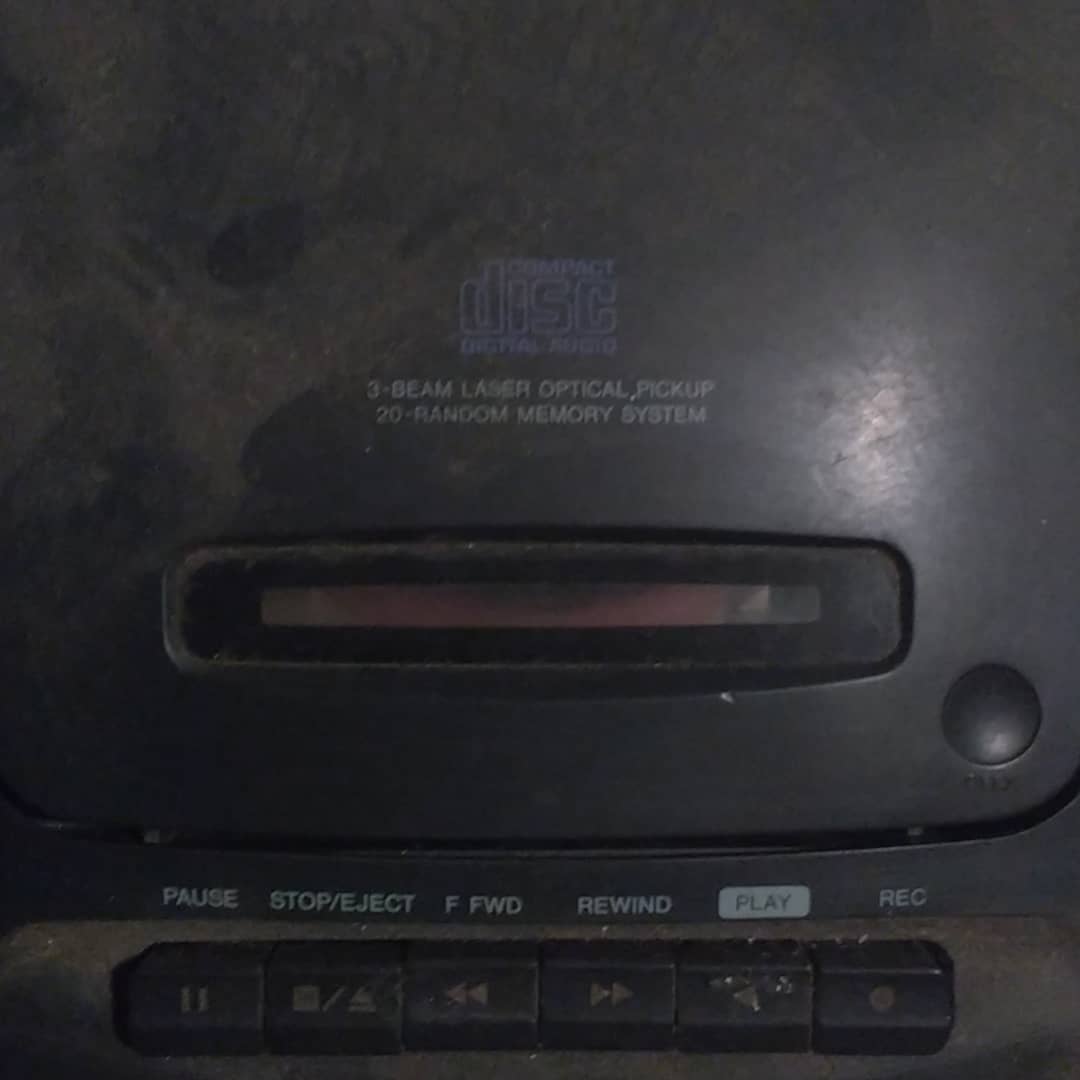 COMPACT
disc
DIGITAL AUDIO
3-BEAM LASER OPTICAL PICKUP
20-RANDOM MEMORY SYSTEM
PAUSE STOP/EJECT F FWD REWIND PLAY REC